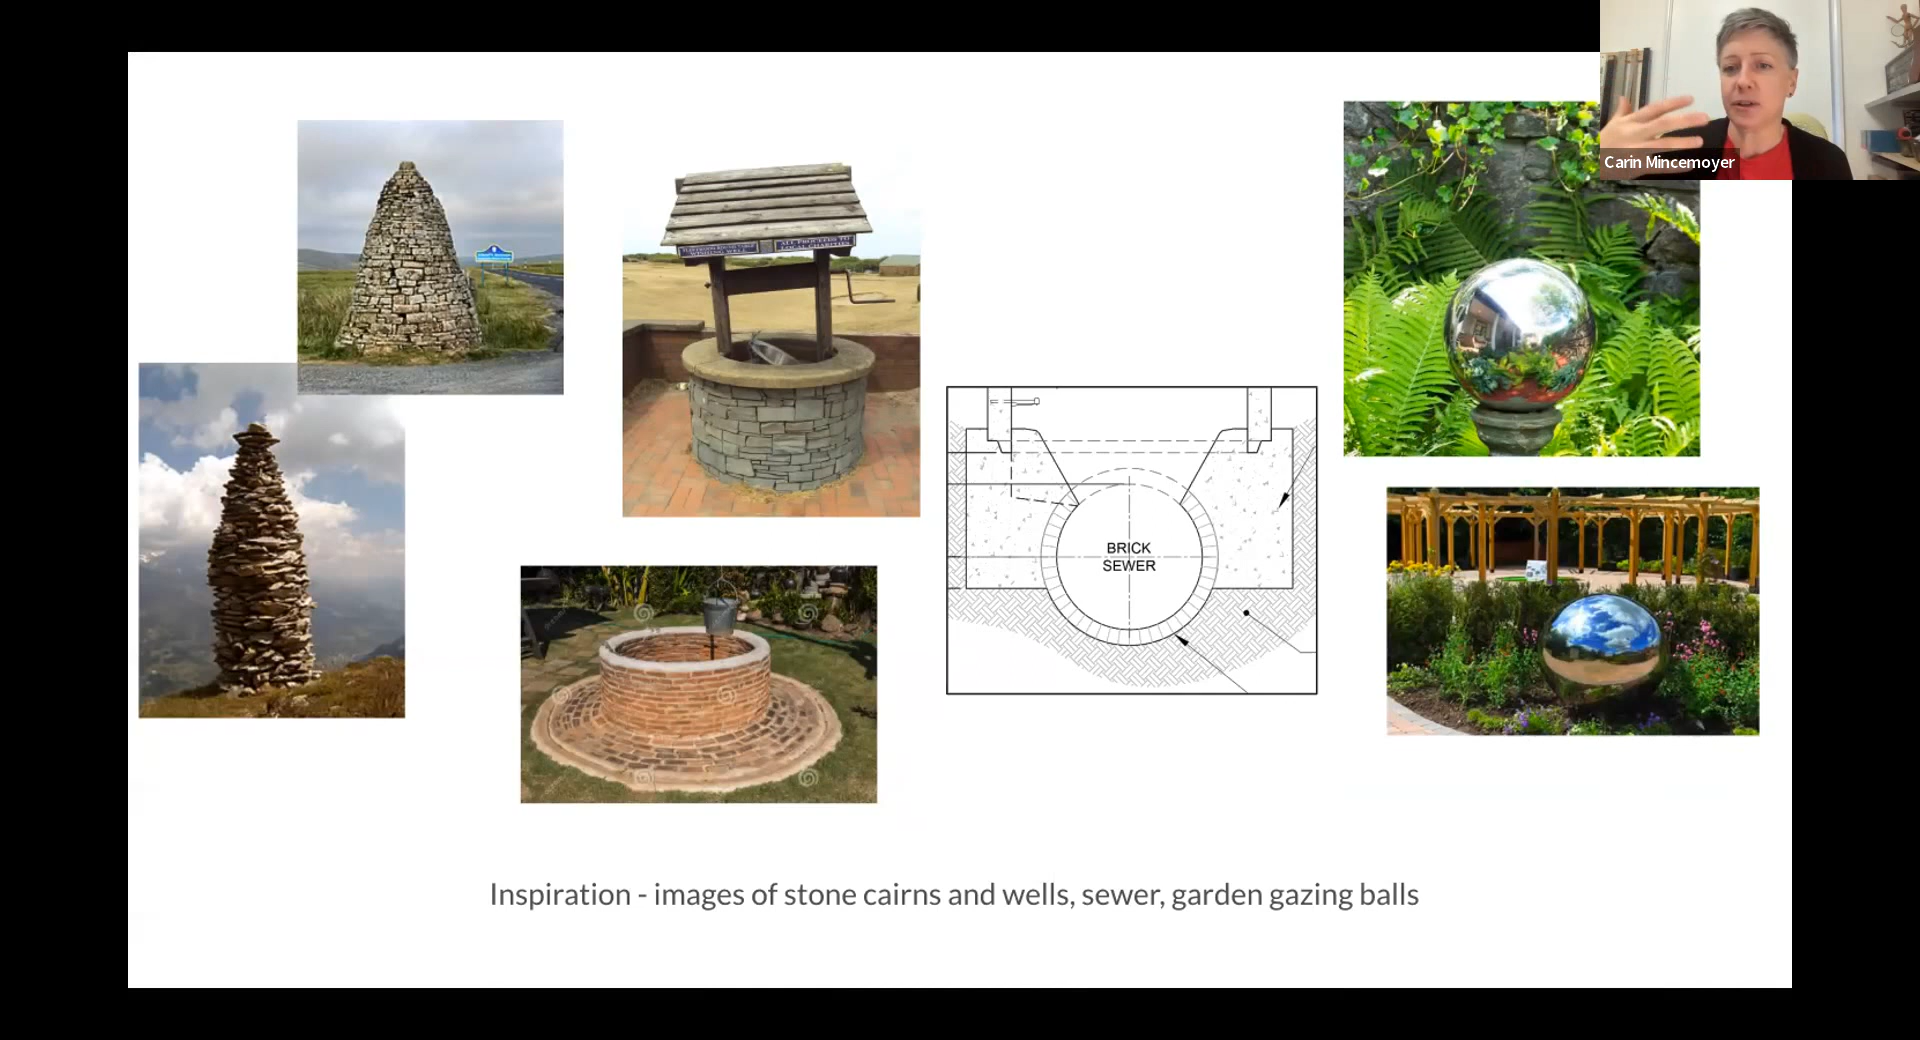 Carin Mincemoyer
BRICK
SEWER
Inspiration - images of stone cairns and wells, sewer, garden gazing balls